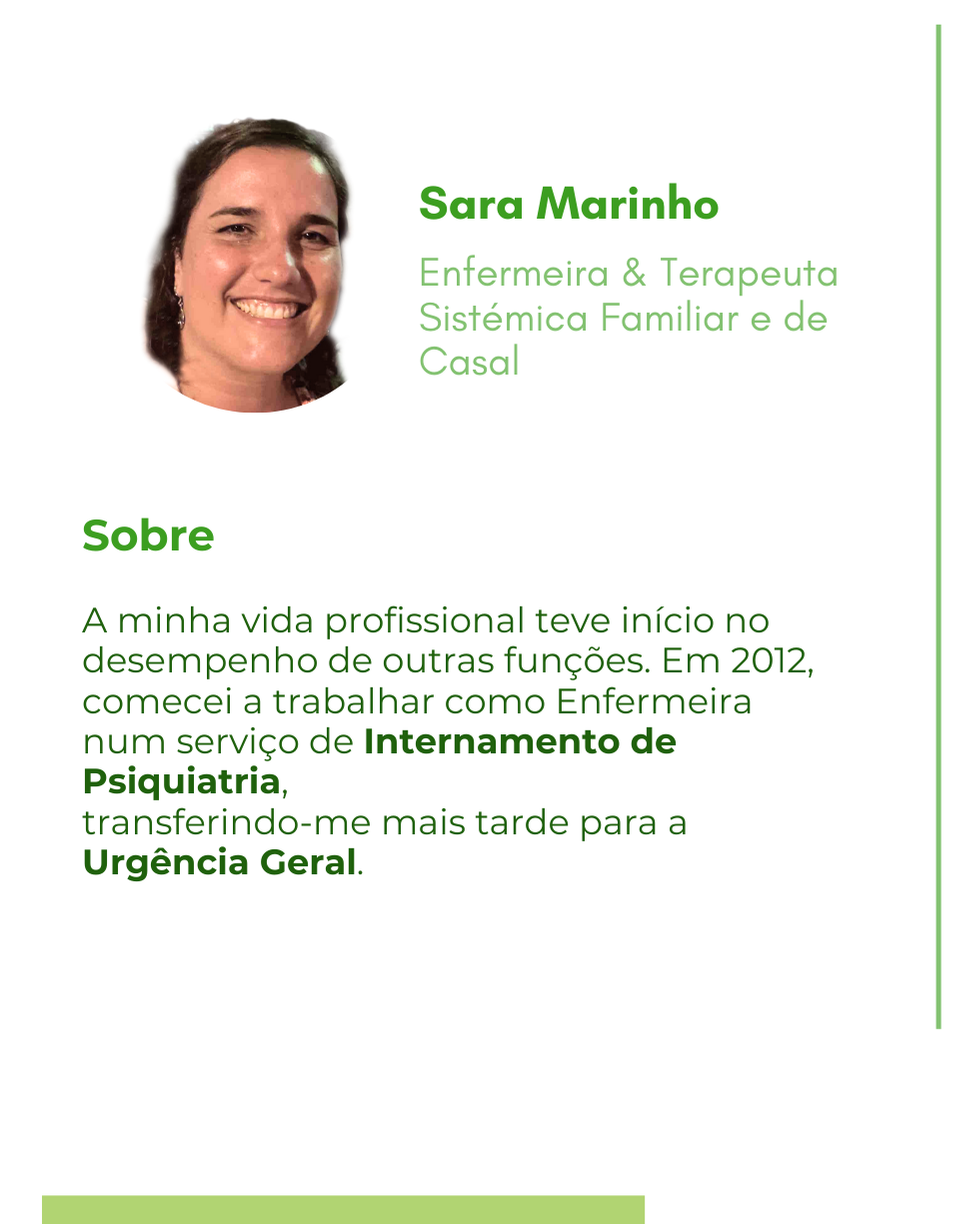 Sara Marinho
Enfermeira & Terapeuta
Sistémica Familiar e de
Casal
Sobre
A minha vida profissional teve início no
desempenho de outras funções. Em 2012,
comecei a trabalhar como Enfermeira
num serviço de Internamento de
Psiquiatria,
transferindo-me mais tarde para a
Urgência Geral.